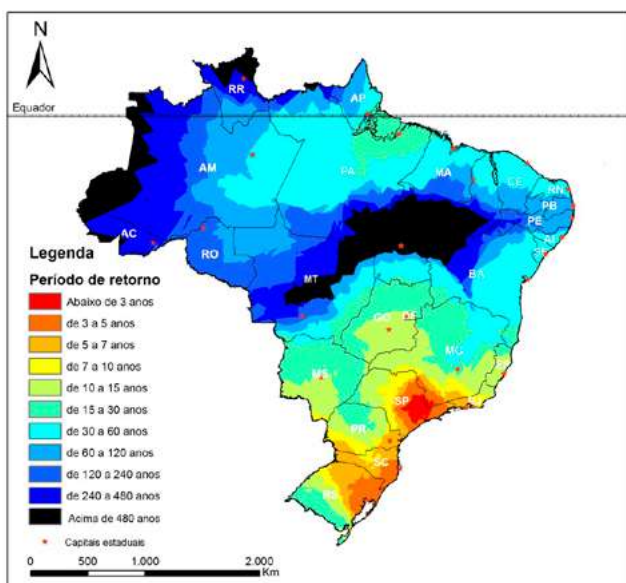 N
Equador
RR
AP
AM
PA
MA
CE
RN
PB
PE
AC
RO
MT
BA
GO
DF
MG
MS
SP
PR
SC
RS
Legenda
Período de retorno
Abaixo de 3 anos
de 3 a 5 anos
de 5 a 7 anos
de 7 a 10 anos
de 10 a 15 anos
de 15 a 30 anos
de 30 a 60 anos
de 60 a 120 anos
de 120 a 240 anos
de 240 a 480 anos
Acima de 480 anos
Capitais estaduais
0 500 1.000 2.000
Km